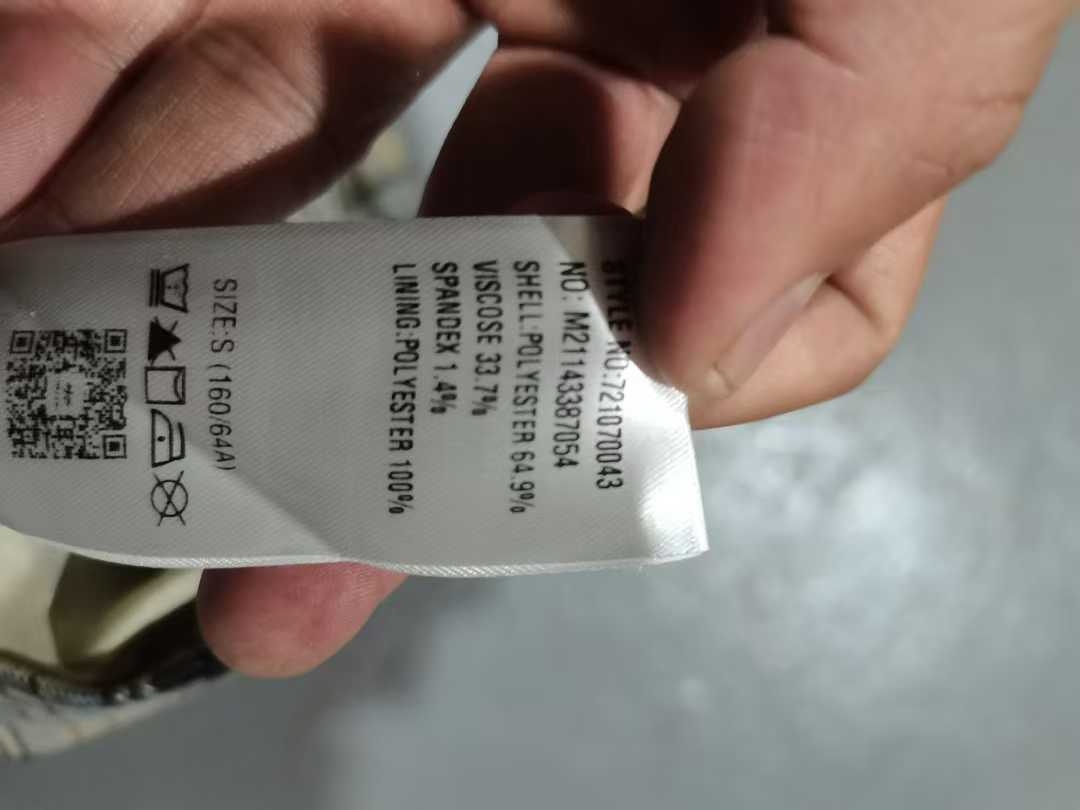 STYLE NO:721070043
NO: M21143387054
SHELL:POLYESTER 64.9%
VISCOSE 33.7%
SPANDEX 1.4%
LINING:POLYESTER 100%
SIZE:S (160/64A)